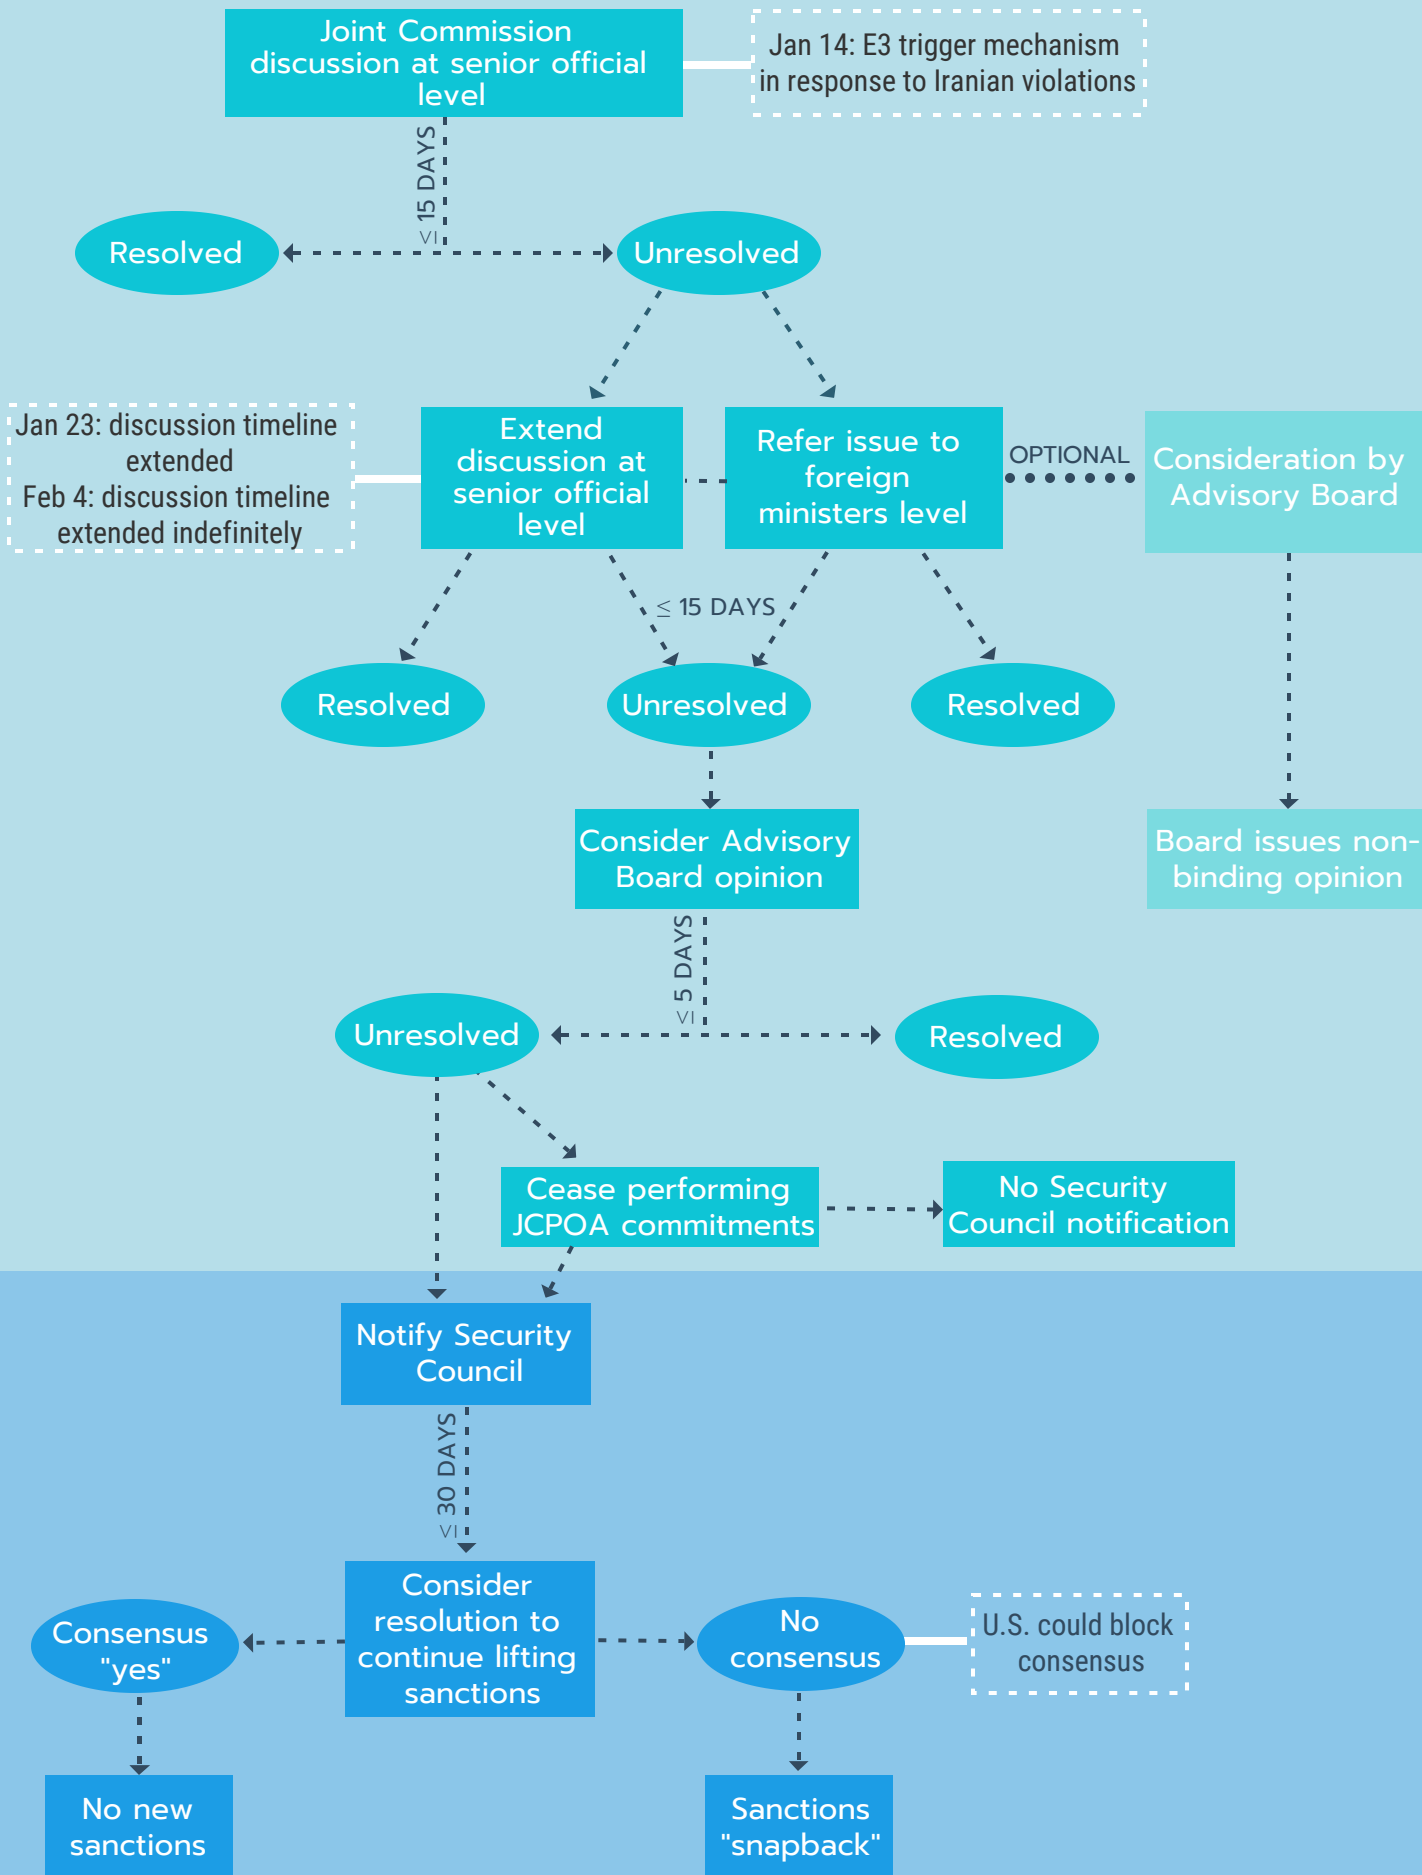 Joint Commission
discussion at senior official
level
Jan 14: E3 trigger mechanism
in response to Iranian violations
≤ 15 DAYS
Resolved
Unresolved
Jan 23: discussion timeline
extended
Feb 4: discussion timeline
extended indefinitely
Extend
discussion at
senior official
level
Refer issue to
foreign
ministers level
OPTIONAL
Consideration by
Advisory Board
≤ 15 DAYS
Resolved
Unresolved
Resolved
Consider Advisory
Board opinion
Board issues non-
binding opinion
≤ 5 DAYS
Unresolved
Resolved
Cease performing
JCPOA commitments
No Security
Council notification
Notify Security
Council
≤ 30 DAYS
Consider
resolution to
continue lifting
sanctions
Consensus
"yes"
No
consensus
U.S. could block
consensus
No new
sanctions
Sanctions
"snapback"